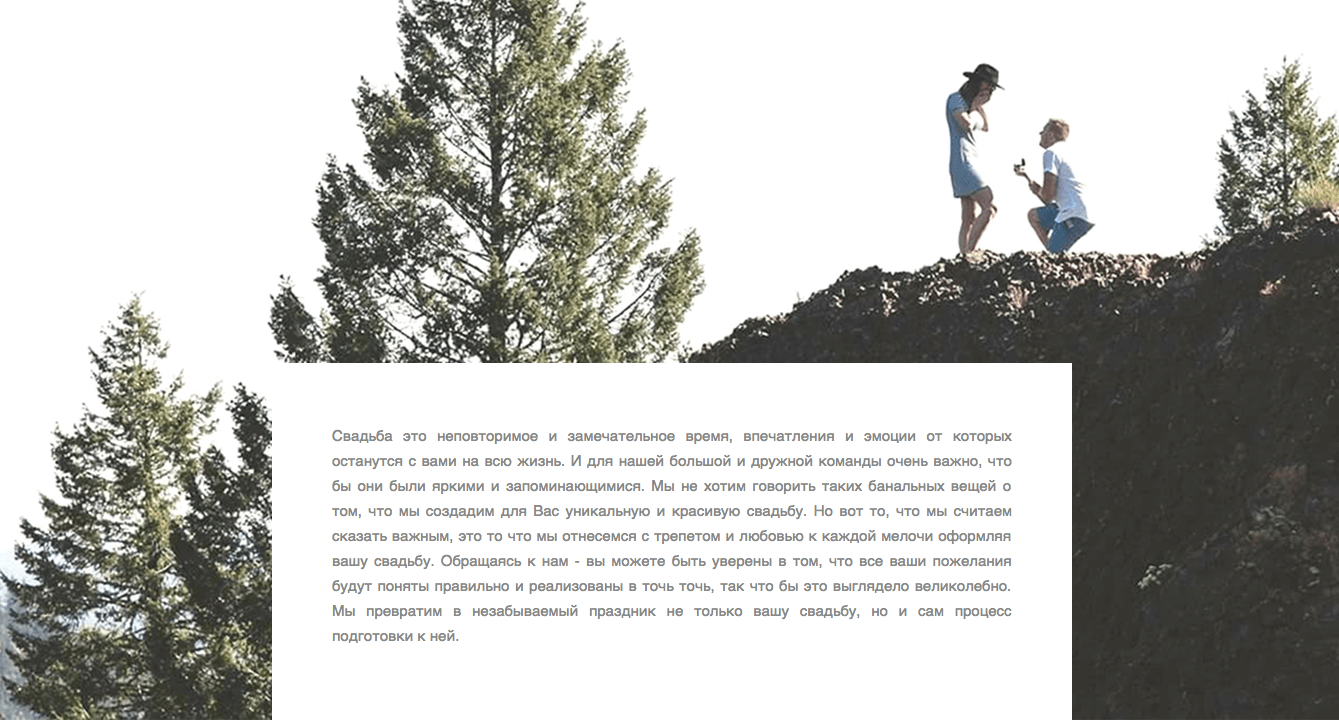 Свадьба это неповторимое и замечательное время, впечатления и эмоции от которых
останутся с вами на всю жизнь. И для нашей большой и дружной команды очень важно, что
бы они были яркими и запоминающимися. Мы не хотим говорить таких банальных вещей о
том, что мы создадим для Вас уникальную и красивую свадьбу. Но вот то, что мы считаем
сказать важным, это то что мы отнесемся с трепетом и любовью к каждой мелочи оформляя
вашу свадьбу. Обращаясь к нам - вы можете быть уверены в том, что все ваши пожелания
будут поняты правильно и реализованы в точь точь, так что бы это выглядело великолебно.
Мы превратим в незабываемый праздник не только вашу свадьбу, но и сам процесс
подготовки к ней.